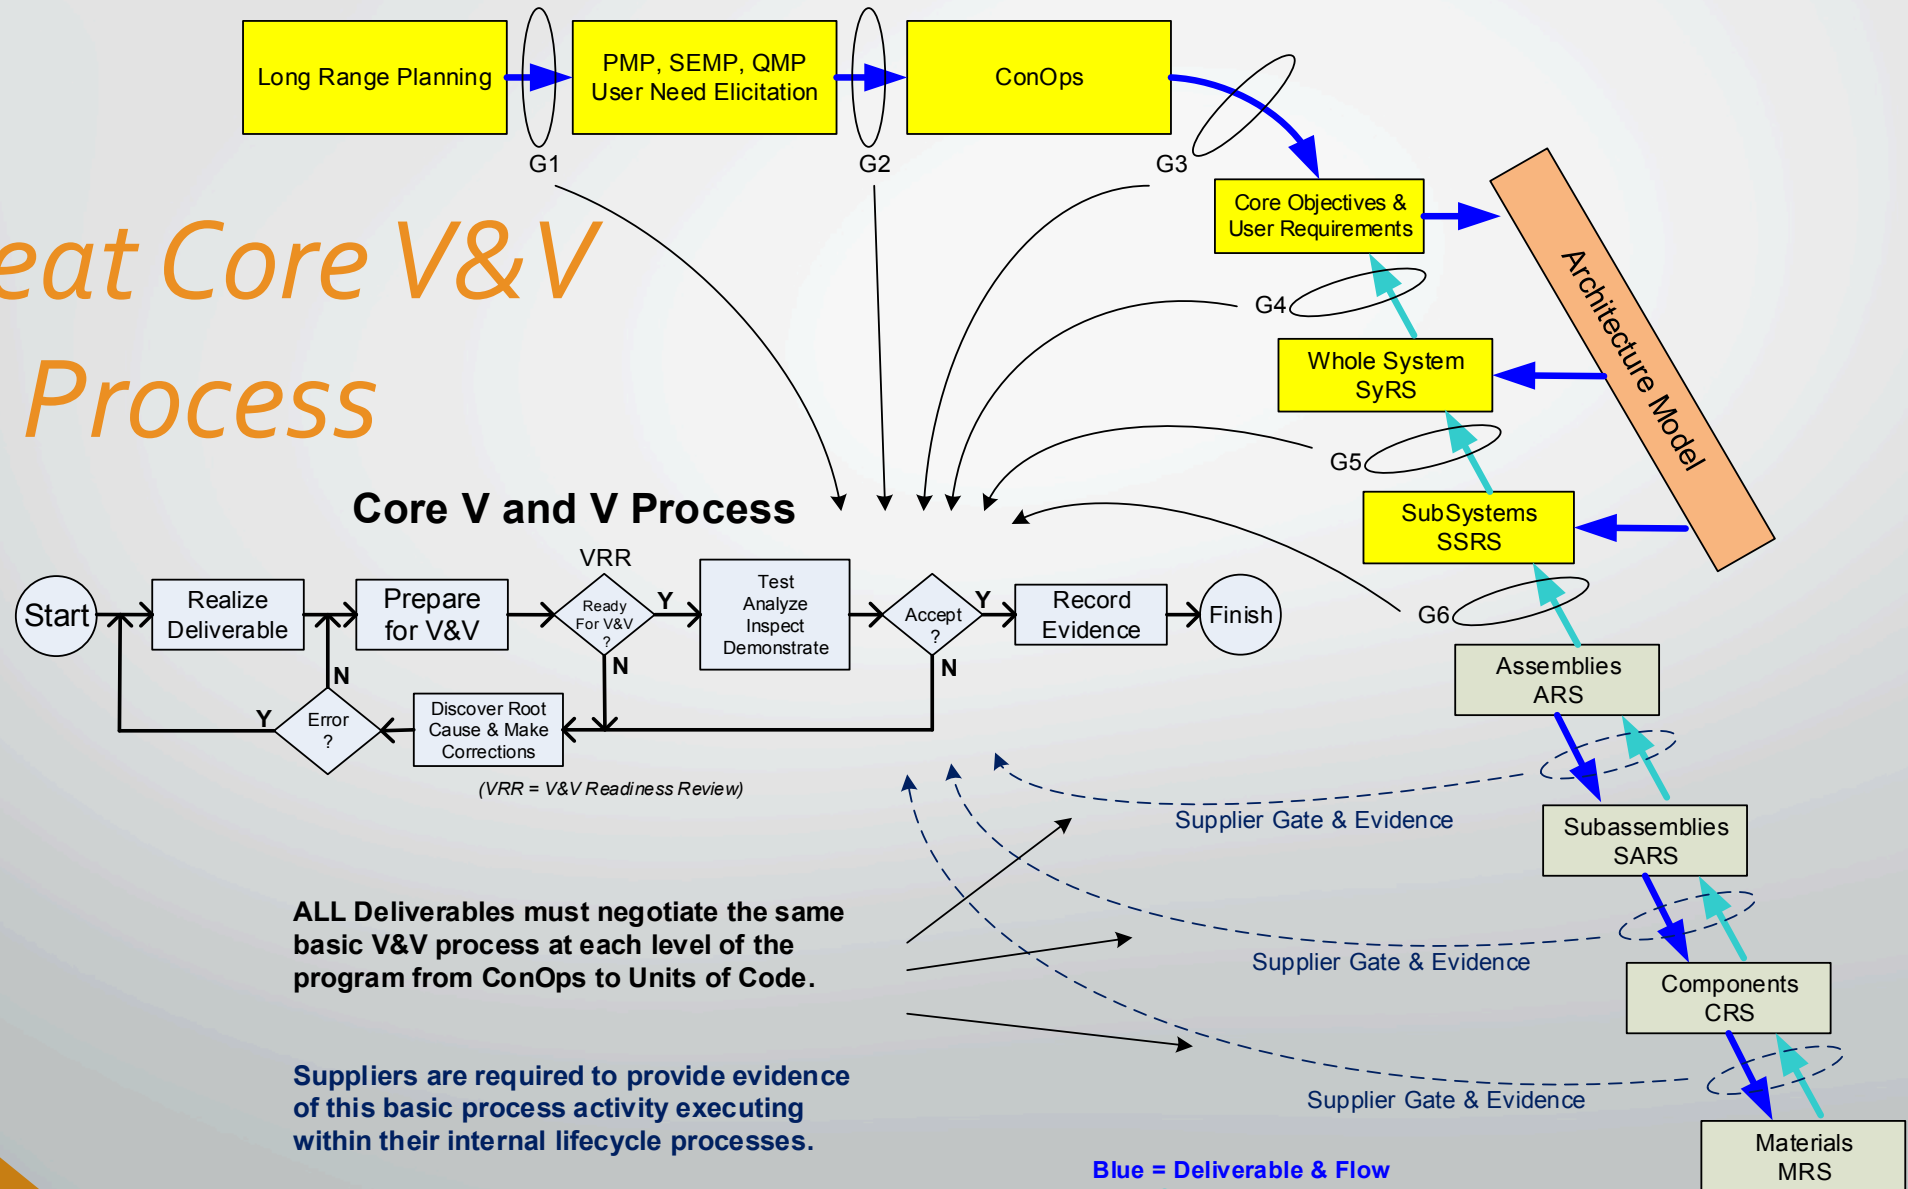 Long Range Planning
PMP, SEMP, QMP
User Need Elicitation
ConOps
G1
G2
G3
Core Objectives &
User Requirements
Architecture Model
eat Core V&V
Process
G4
Whole System
SyRS
G5
SubSystems
SSRS
G6
Core V and V Process
VRR
Start
Realize
Deliverable
Prepare
for V&V
Ready
For V&V
?
Y
N
Test
Analyze
Inspect
Demonstrate
Accept
?
Y
N
Record
Evidence
Finish
Discover Root
Cause & Make
Corrections
Error
?
Y
N
(VRR = V&V Readiness Review)
Assemblies
ARS
Supplier Gate & Evidence
Subassemblies
SARS
Supplier Gate & Evidence
Components
CRS
Supplier Gate & Evidence
Materials
MRS
ALL Deliverables must negotiate the same
basic V&V process at each level of the
program from ConOps to Units of Code.
Suppliers are required to provide evidence
of this basic process activity executing
within their internal lifecycle processes.
Blue = Deliverable & Flow